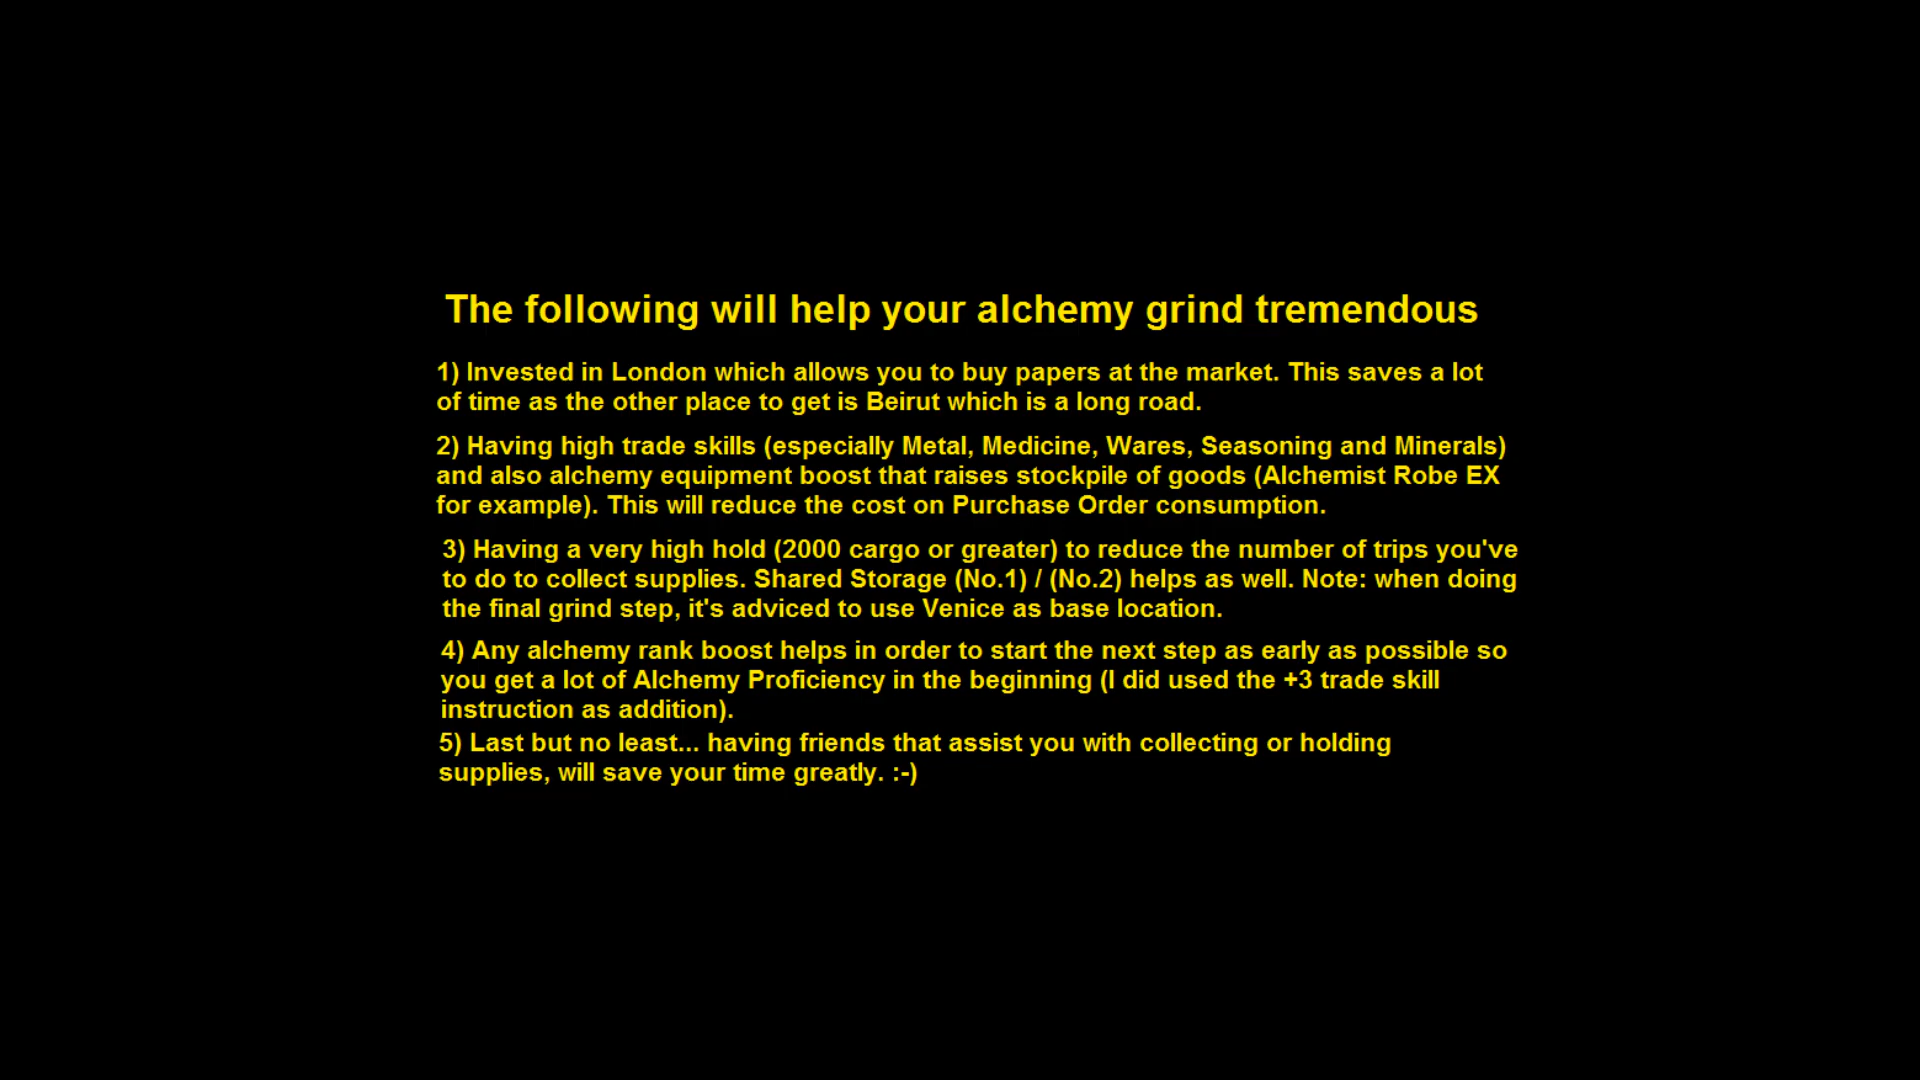 The following will help your alchemy grind tremendous
1) Invested in London which allows you to buy papers at the market. This saves a lot
of time as the other place to get is Beirut which is a long road.
2) Having high trade skills (especially Metal, Medicine, Wares, Seasoning and Minerals)
and also alchemy equipment boost that raises stockpile of goods (Alchemist Robe EX
for example). This will reduce the cost on Purchase Order consumption.
3) Having a very high hold (2000 cargo or greater) to reduce the number of trips you've
to do to collect supplies. Shared Storage (No.1) / (No.2) helps as well. Note: when doing
the final grind step, it's adviced to use Venice as base location.
4) Any alchemy rank boost helps in order to start the next step as early as possible so
you get a lot of Alchemy Proficiency in the beginning (I did used the +3 trade skill
instruction as addition).
5) Last but no least... having friends that assist you with collecting or holding
supplies, will save your time greatly. :-)